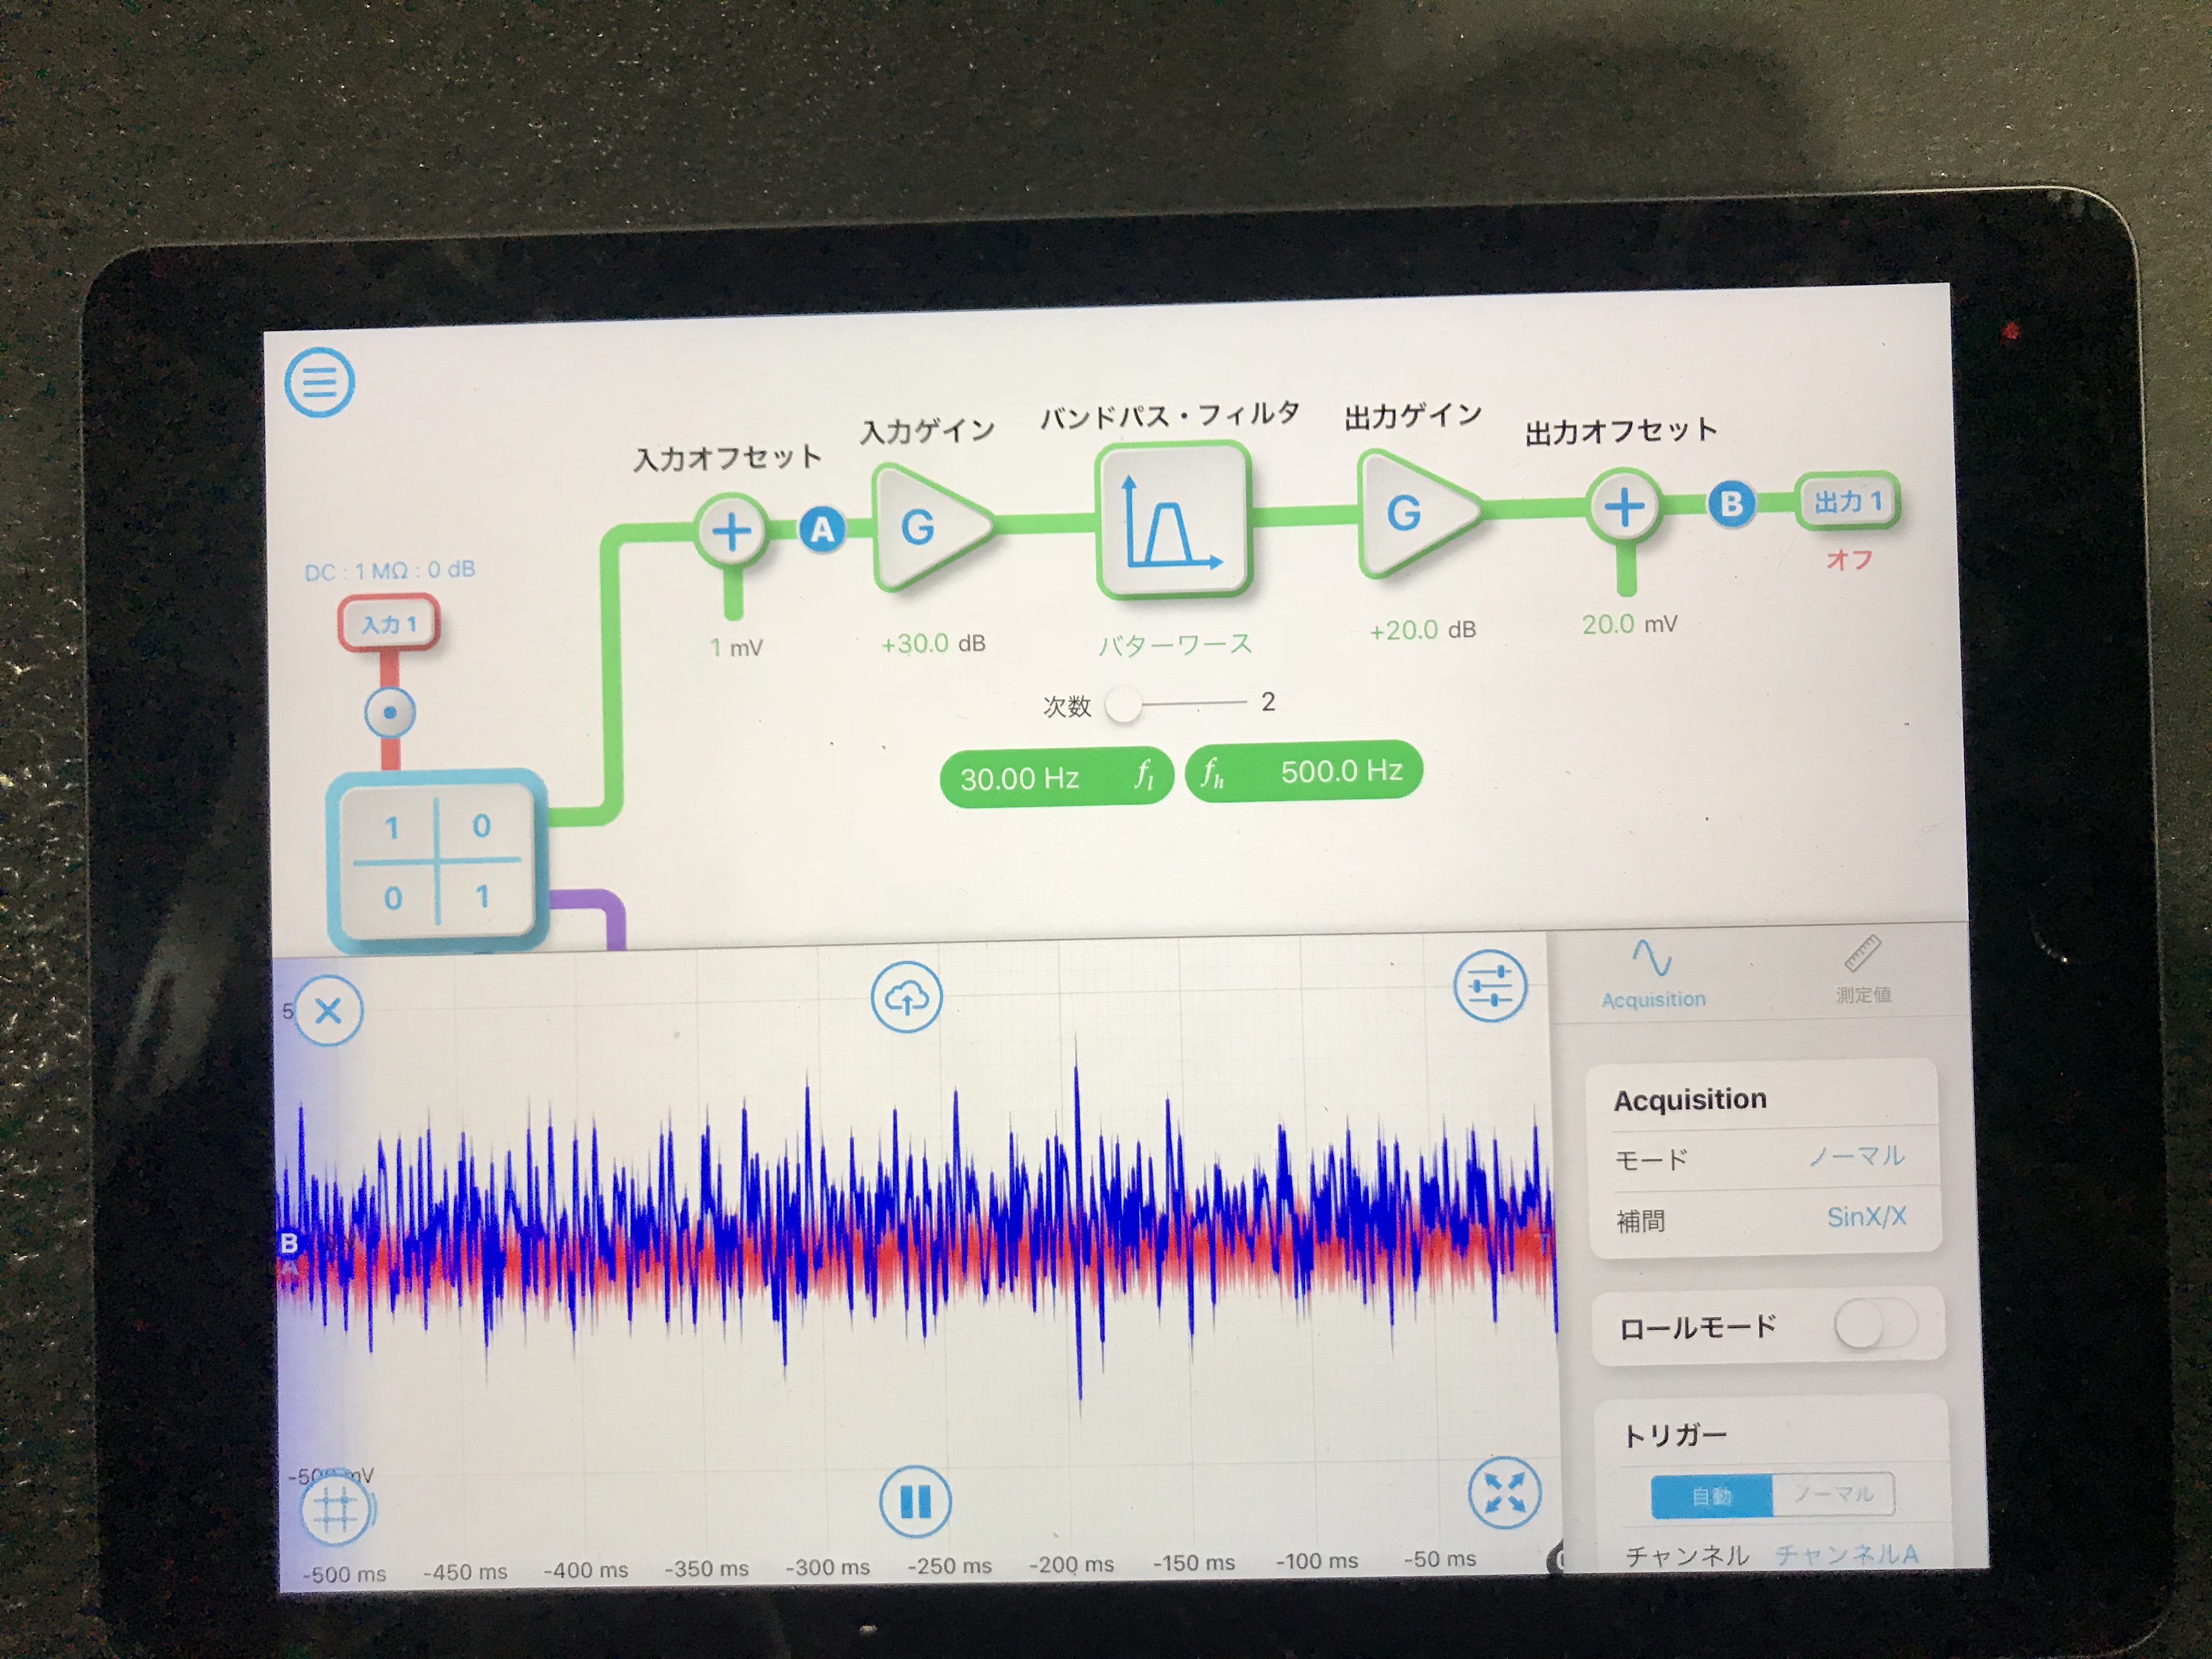 入力オフセット
入力ゲイン
バンドパス・フィルタ
出力ゲイン
出力オフセット
DC : 1 MΩ : 0 dB
入力 1
A
G
G
B
出力 1
オフ
1 mV
+30.0 dB
バターワース
+20.0 dB
20.0 mV
次数 2
30.00 Hz fl
fh 500.0 Hz
1 0
0 1
Acquisition
測定値
Acquisition
モード ノーマル
補間 SinX/X
ロールモード
トリガー
自動 ノーマル
チャンネル チャンネルA
B
A
T
-500 ms -450 ms -400 ms -350 ms -300 ms -250 ms -200 ms -150 ms -100 ms -50 ms